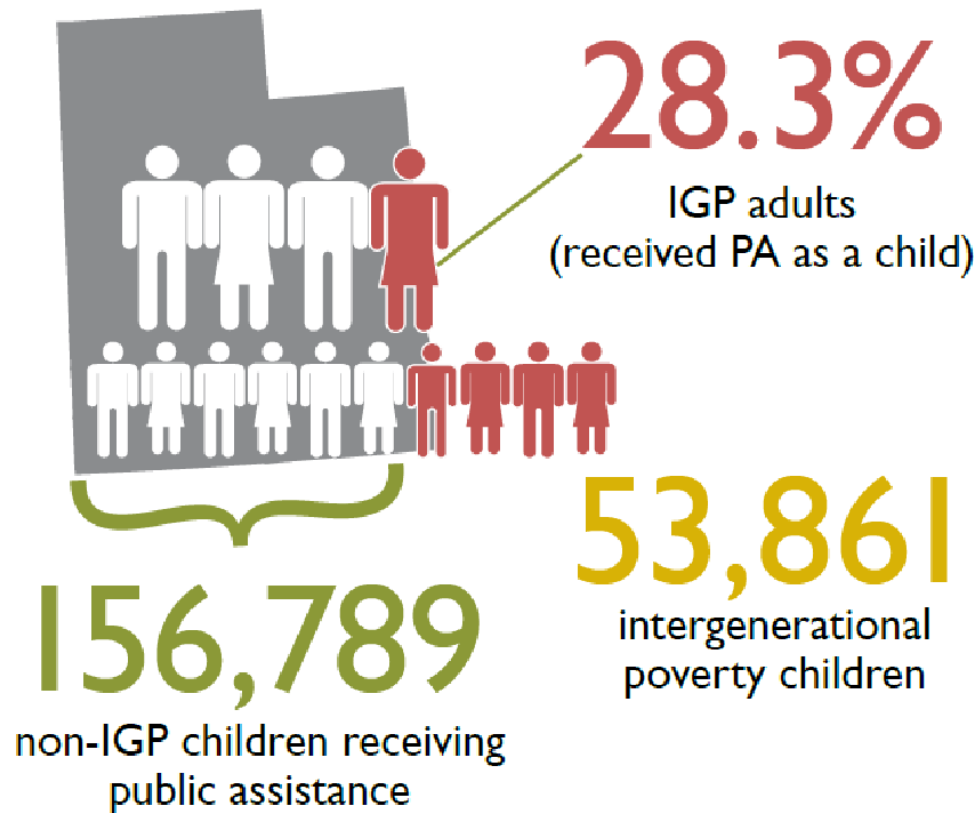 28.3%
IGP adults
(received PA as a child)
53,861
intergenerational
poverty children
156,789
non-IGP children receiving
public assistance